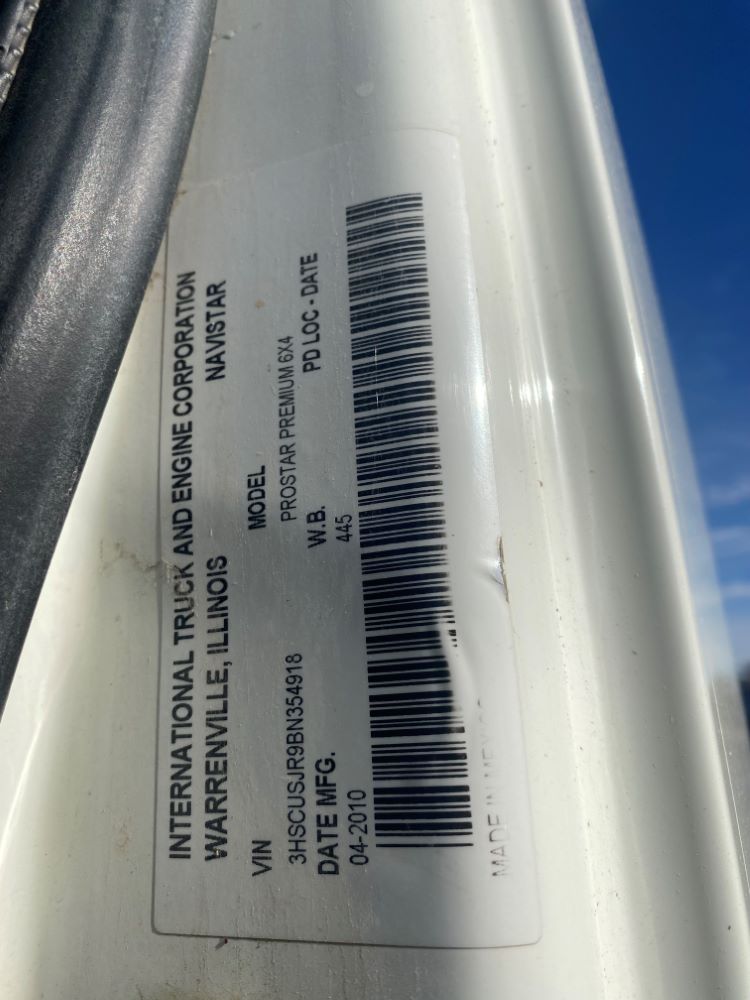 INTERNATIONAL TRUCK AND ENGINE CORPORATION
WARRENVILLE, ILLINOIS NAVISTAR
VIN MODEL
3HSCUSJR9BN354918 PROSTAR PREMIUM 6X4
DATE MFG. W.B. PD LOC - DATE
04-2010 445
MADE IN MEXICO